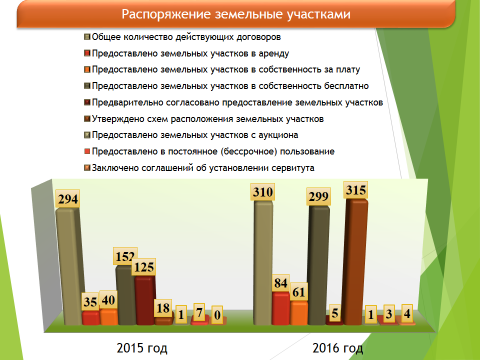 Распоряжение земельные участками
Общее количество действующих договоров
Предоставлено земельных участков в аренду
Предоставлено земельных участков в собственность за плату
Предоставлено земельных участков в собственность бесплатно
Предварительно согласовано предоставление земельных участков
Утверждено схем расположения земельных участков
Предоставлено земельных участков с аукциона
Предоставлено в постоянное (бессрочное) пользование
Заключено соглашений об установлении сервитута
294 35 40 152 125 18 1 7 0
310 84 61 299 5 315 1 3 4
2015 год 2016 год